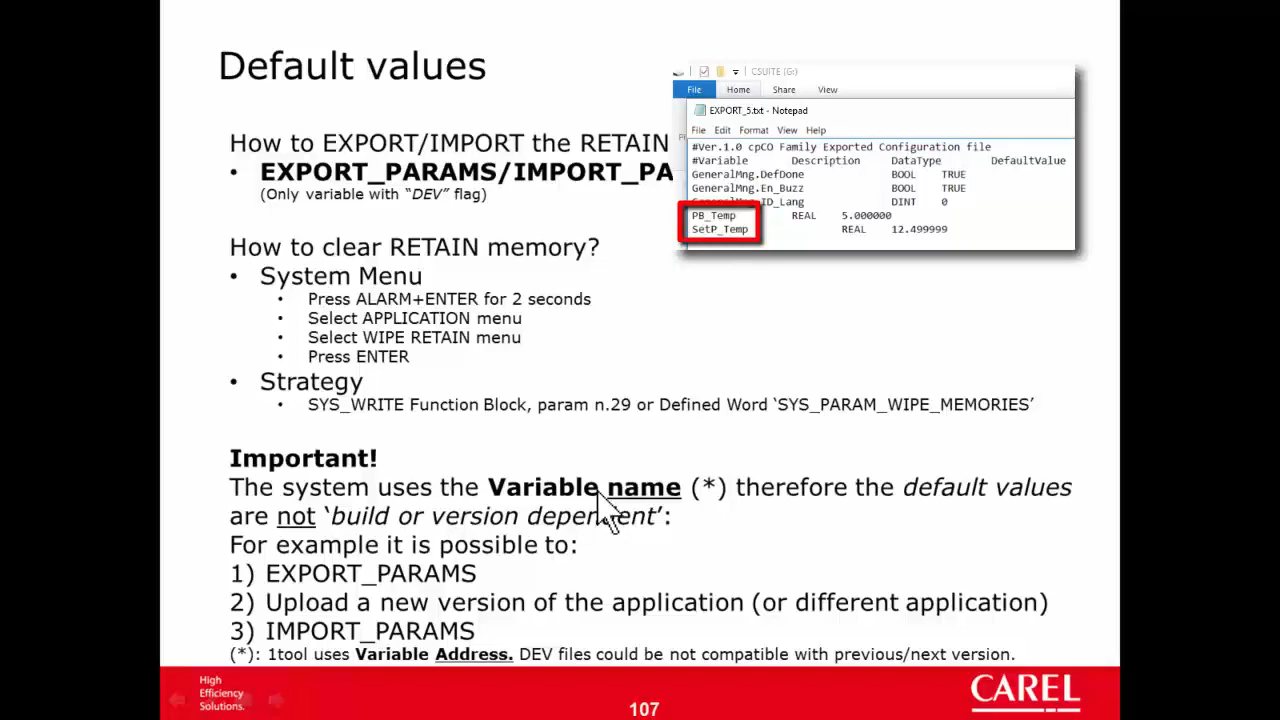 Default values
CSUITE (G:)
File Home Share View
EXPORT_5.txt - Notepad
File Edit Format View Help
#Ver.1.0 cpCO Family Exported Configuration file
#Variable Description DataType DefaultValue
GeneralMng.DefDone BOOL TRUE
GeneralMng.En_Buzz BOOL TRUE
GeneralMng.ID_Lang DINT 0
PB_Temp REAL 5.000000
SetP_Temp REAL 12.499999
How to EXPORT/IMPORT the RETAIN
• EXPORT_PARAMS/IMPORT_PA
(Only variable with “DEV” flag)
How to clear RETAIN memory?
• System Menu
• Press ALARM+ENTER for 2 seconds
• Select APPLICATION menu
• Select WIPE RETAIN menu
• Press ENTER
• Strategy
• SYS_WRITE Function Block, param n.29 or Defined Word ‘SYS_PARAM_WIPE_MEMORIES’
Important!
The system uses the Variable name (*) therefore the default values
are not ‘build or version dependent’:
For example it is possible to:
1) EXPORT_PARAMS
2) Upload a new version of the application (or different application)
3) IMPORT_PARAMS
(*): 1tool uses Variable Address. DEV files could be not compatible with previous/next version.
High
Efficiency
Solutions.
107
CAREL